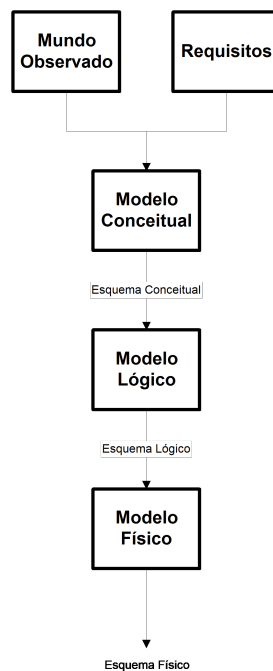 Mundo
Observado
Requisitos
Modelo
Conceitual
Esquema Conceitual
Modelo
Lógico
Esquema Lógico
Modelo
Físico
Esquema Físico